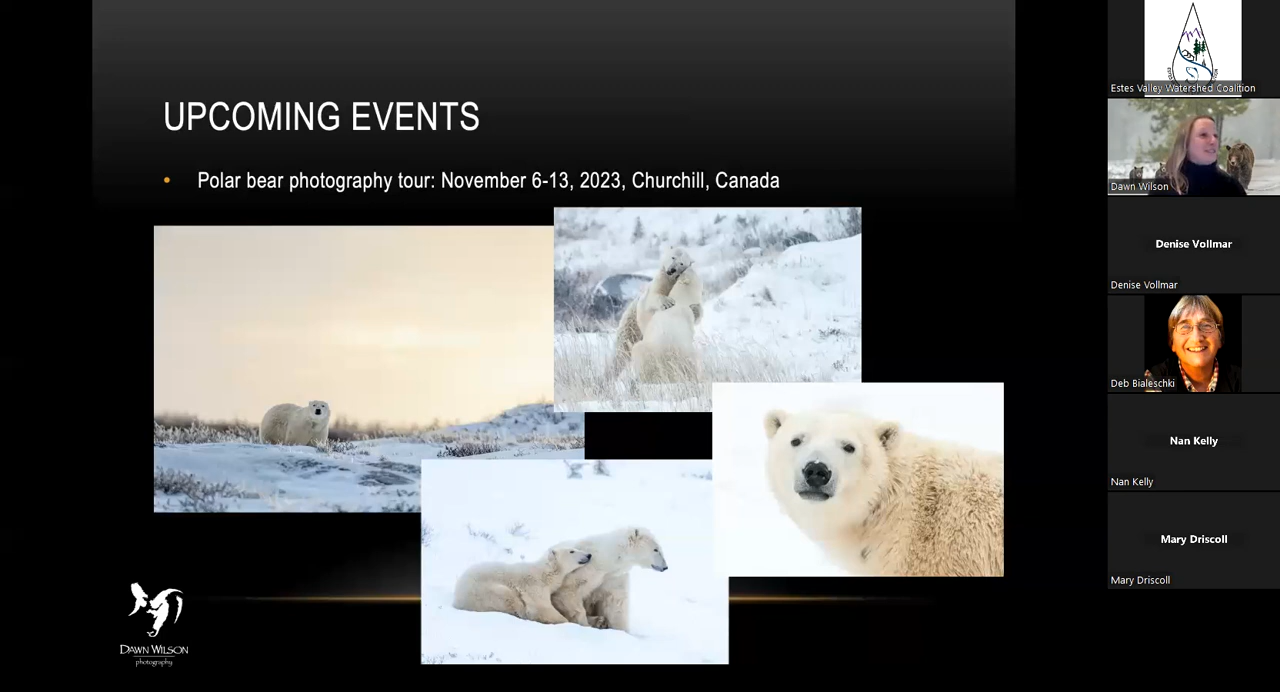 UPCOMING EVENTS
• Polar bear photography tour: November 6-13, 2023, Churchill, Canada
DAWN WILSON
photography
Estes Valley Watershed Coalition
Dawn Wilson
Denise Vollmar
Denise Vollmar
Deb Bialeschki
Nan Kelly
Nan Kelly
Mary Driscoll
Mary Driscoll